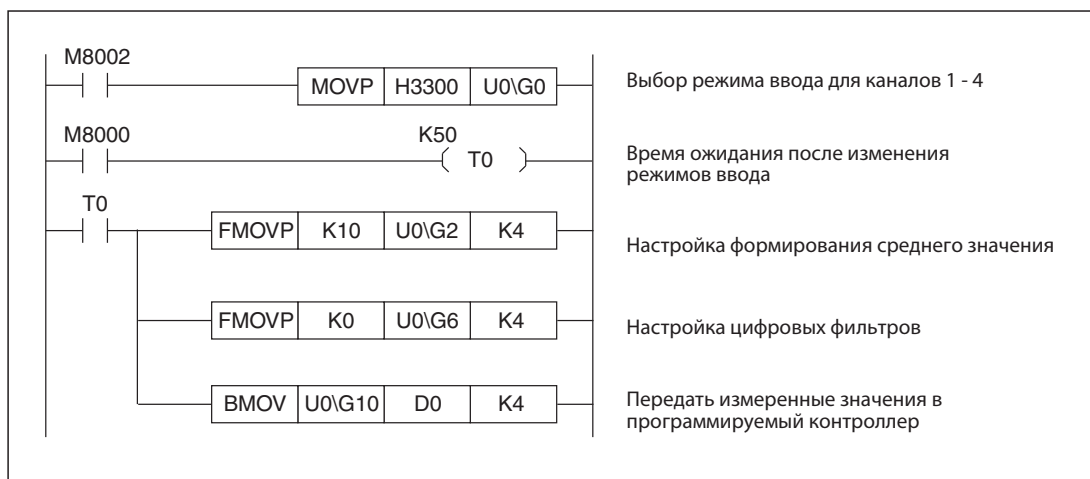 M8002
MOVP H3300 U0\G0
Выбор режима ввода для каналов 1 - 4
M8000
K50
T0
Время ожидания после изменения
режимов ввода
T0
FMOVP K10 U0\G2 K4
Настройка формирования среднего значения
FMOVP K0 U0\G6 K4
Настройка цифровых фильтров
BMOV U0\G10 D0 K4
Передать измеренные значения в
программируемый контроллер